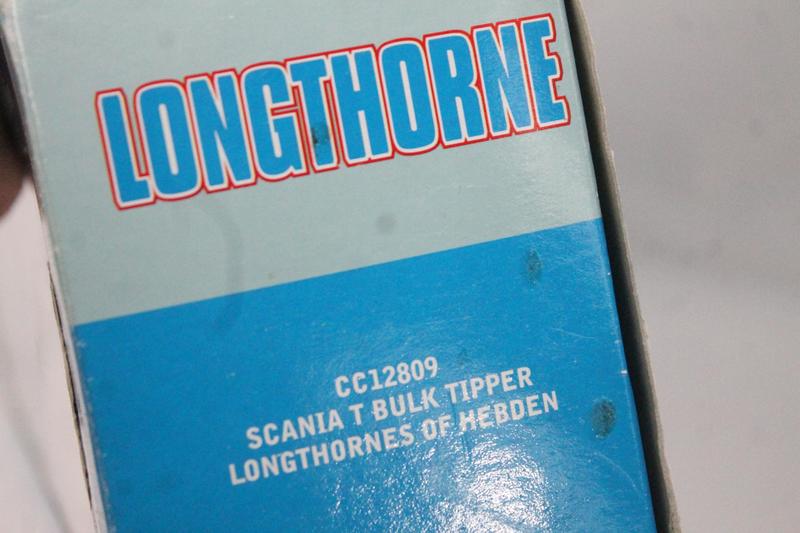 LONGTHORNE
CC12809
SCANIA T BULK TIPPER
LONGTHORNES OF HEBDEN